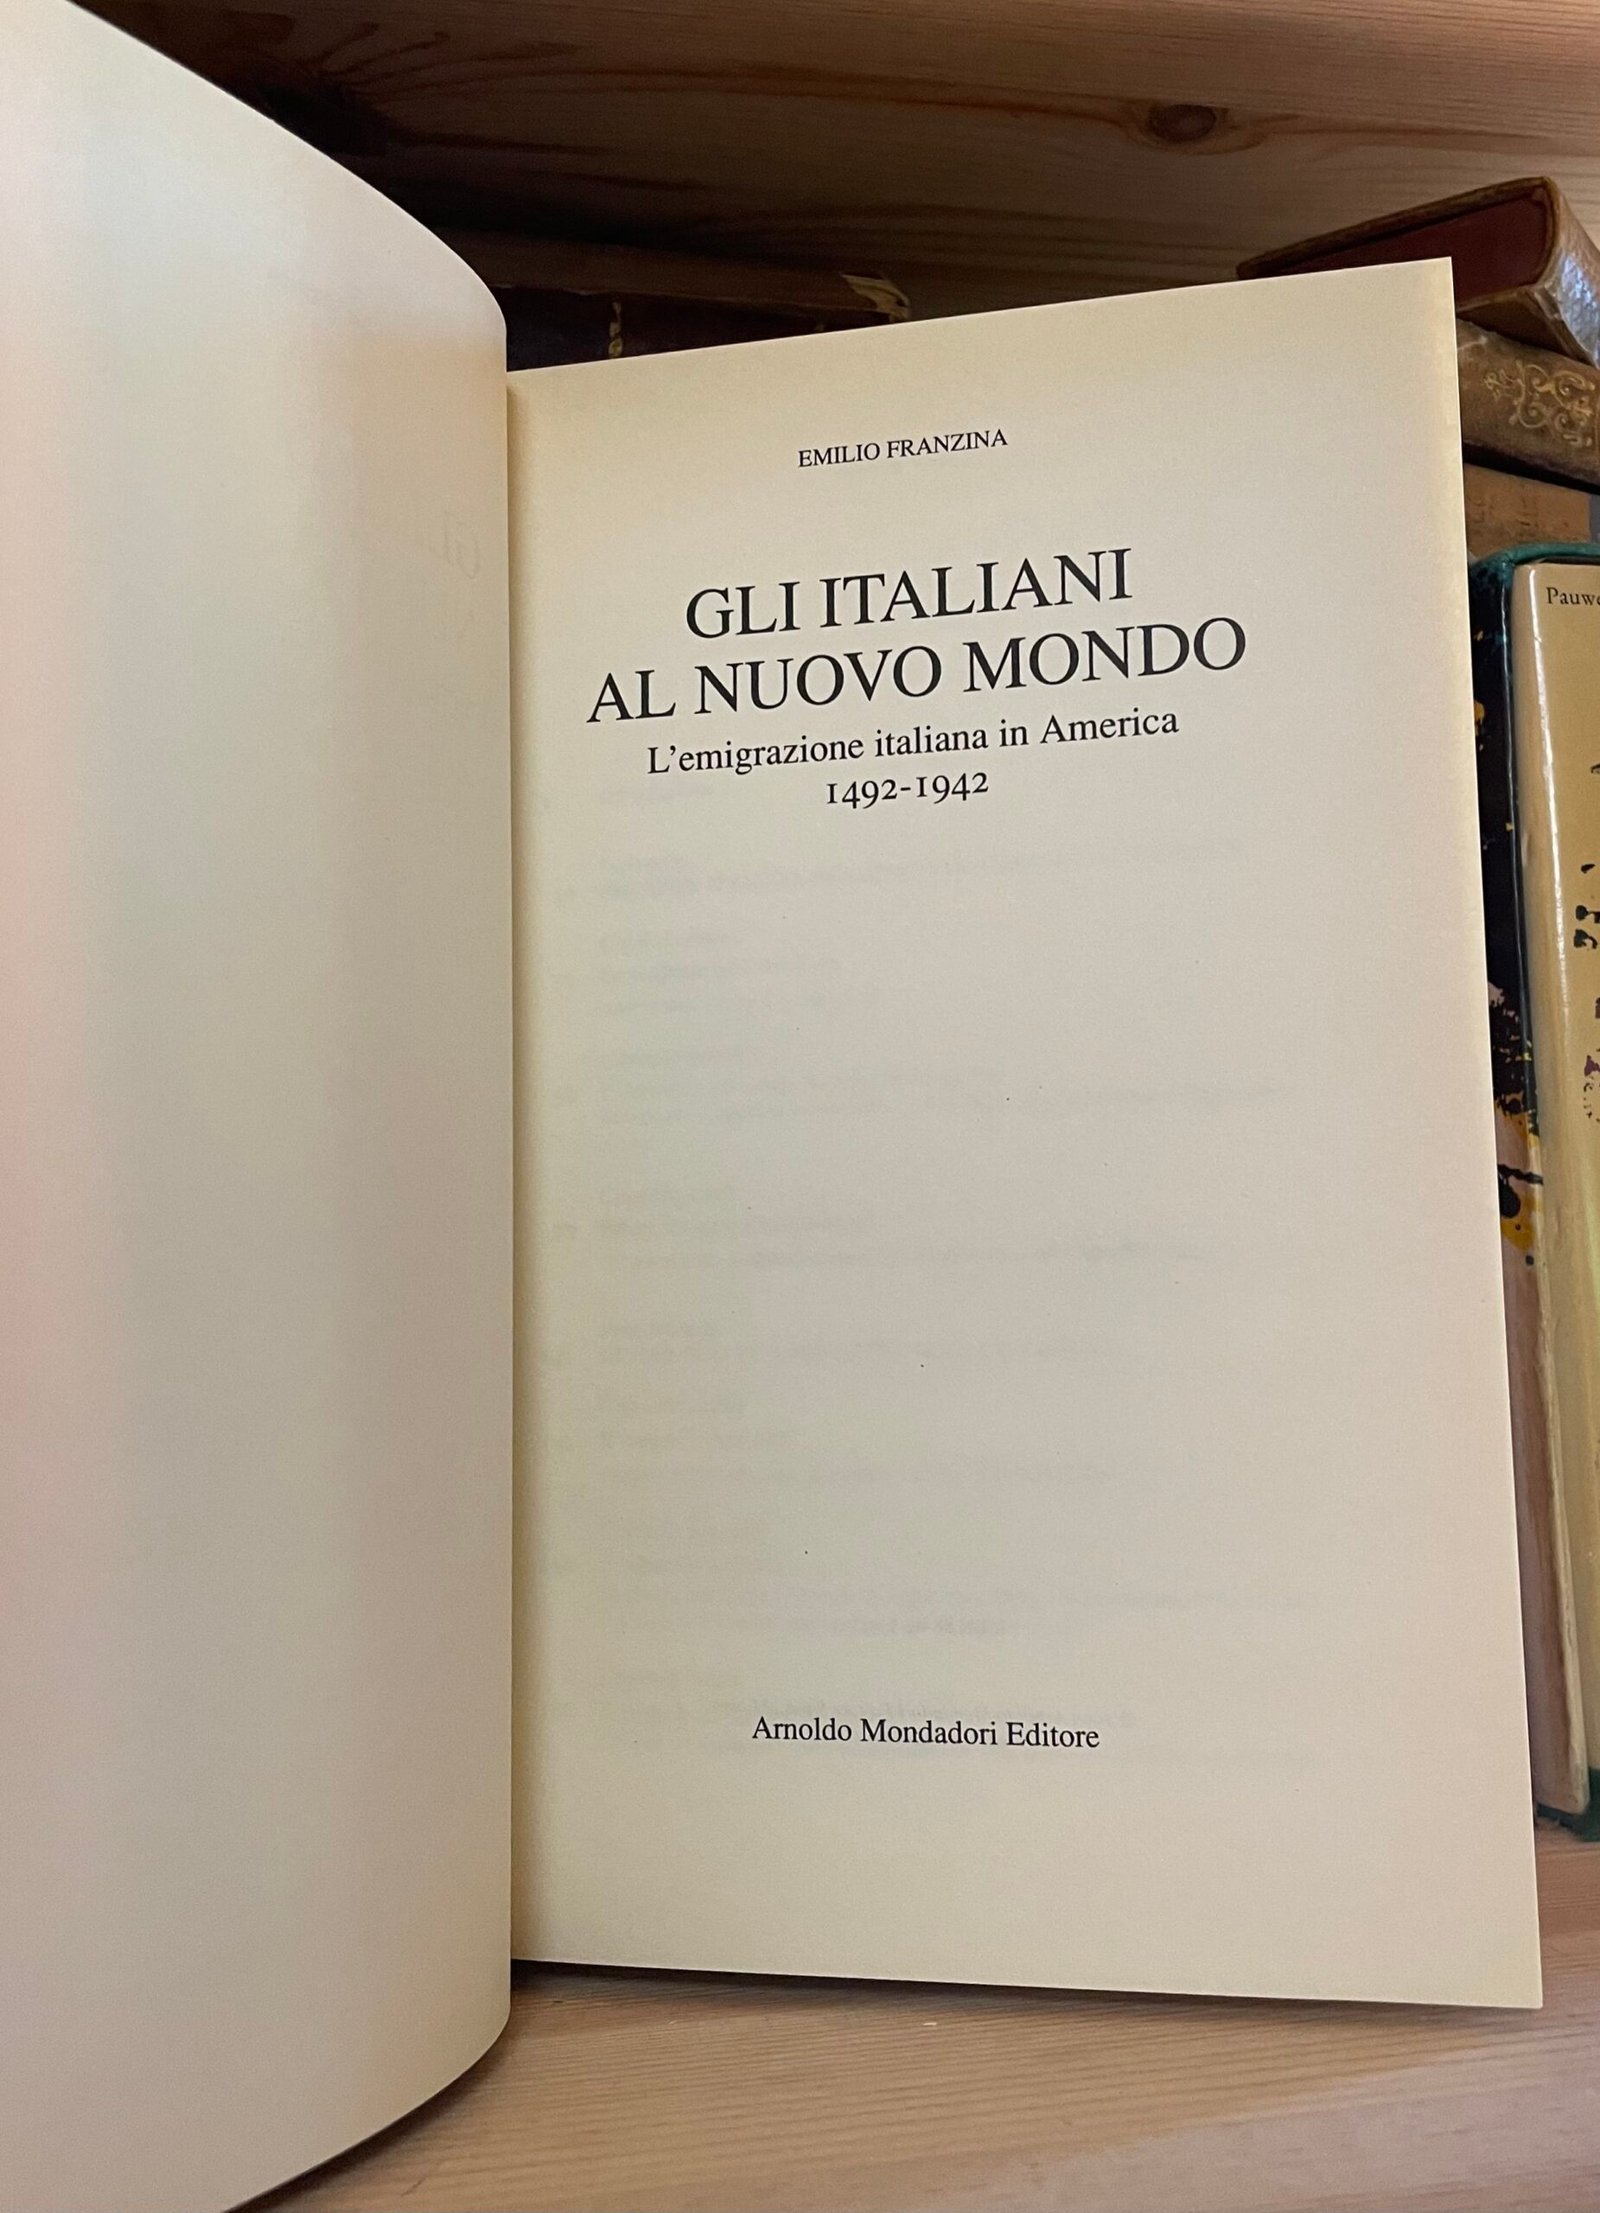 EMILIO FRANZINA
GLI ITALIANI
AL NUOVO MONDO
L'emigrazione italiana in America
1492-1942
Arnoldo Mondadori Editore